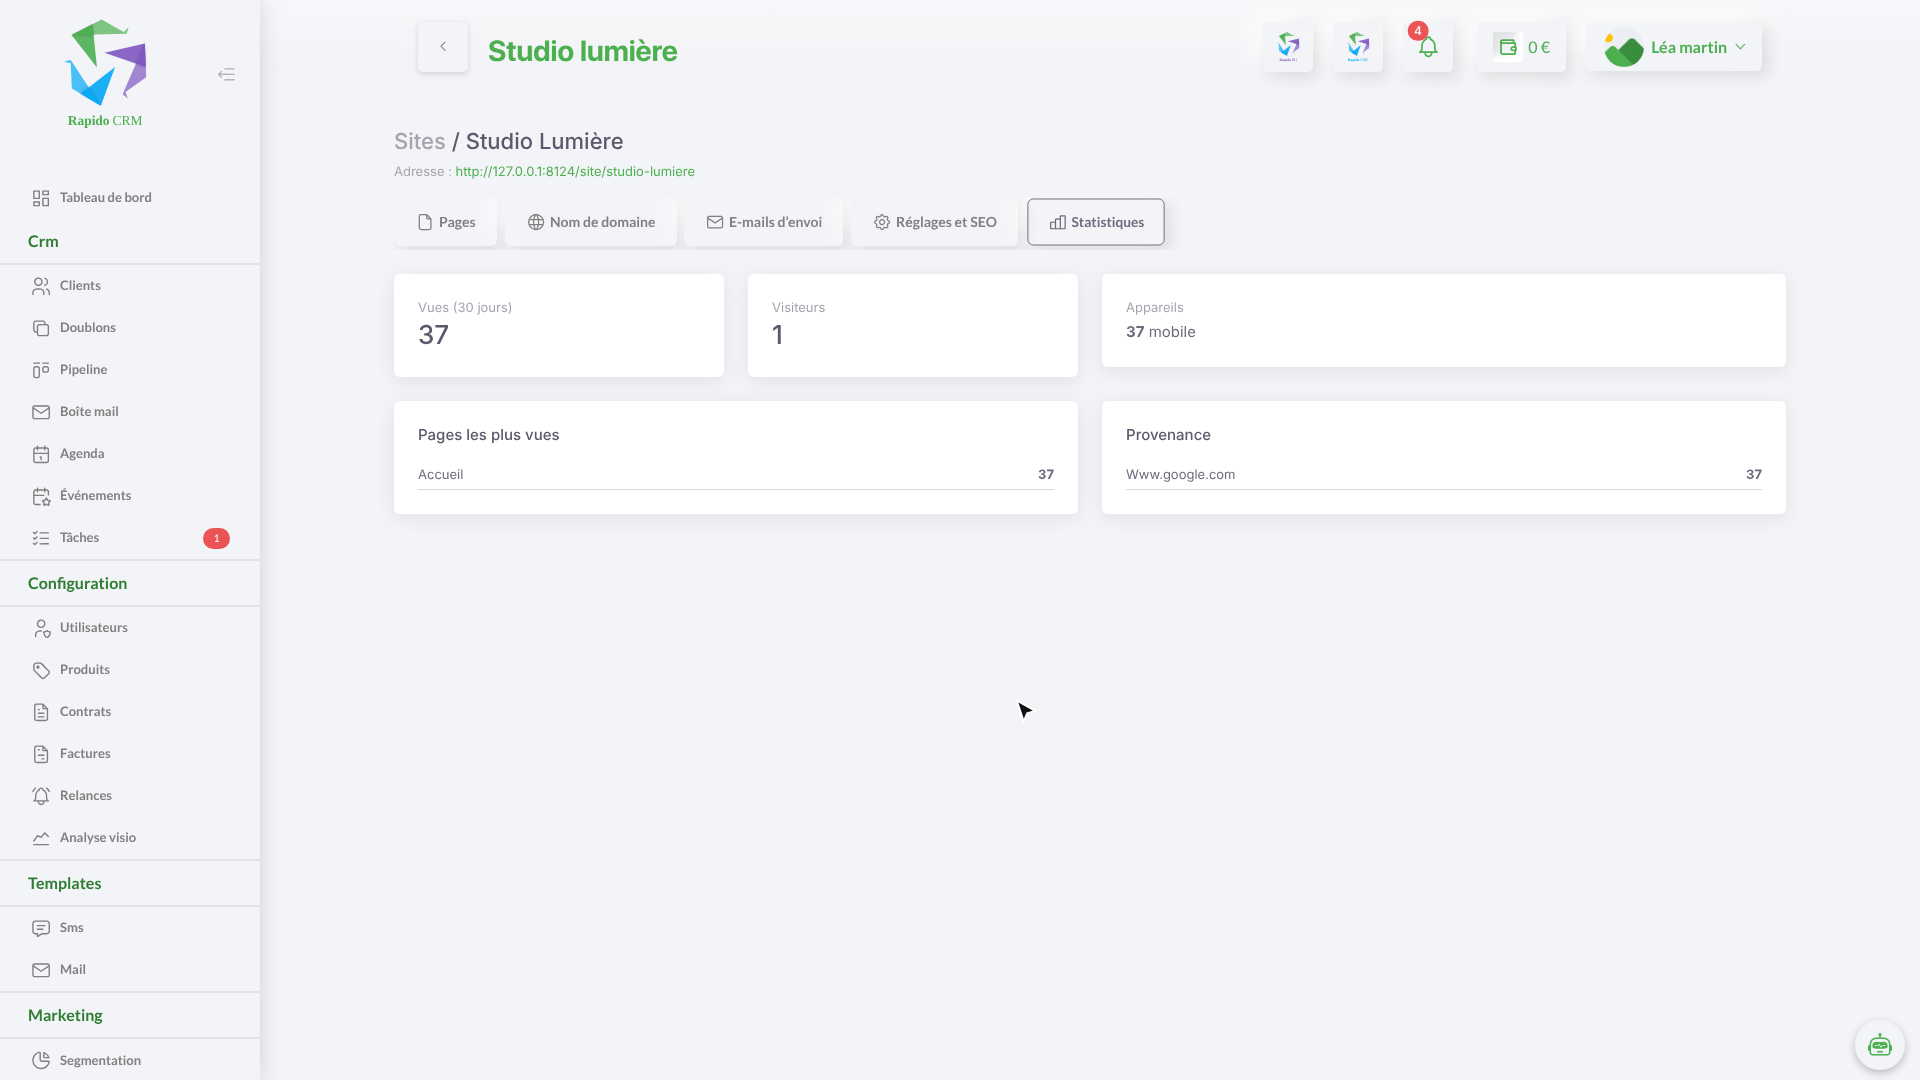 Rapido CRM
Tableau de bord
Crm
Clients
Doublons
Pipeline
Boîte mail
Agenda
Événements
Tâches 1
Configuration
Utilisateurs
Produits
Contrats
Factures
Relances
Analyse visio
Templates
Sms
Mail
Marketing
Segmentation
Studio lumière
4
0 €
Léa martin
Sites / Studio Lumière
Adresse : http://127.0.0.1:8124/site/studio-lumiere
Pages
Nom de domaine
E-mails d’envoi
Réglages et SEO
Statistiques
Vues (30 jours)
37
Visiteurs
1
Appareils
37 mobile
Pages les plus vues
Accueil 37
Provenance
Www.google.com 37